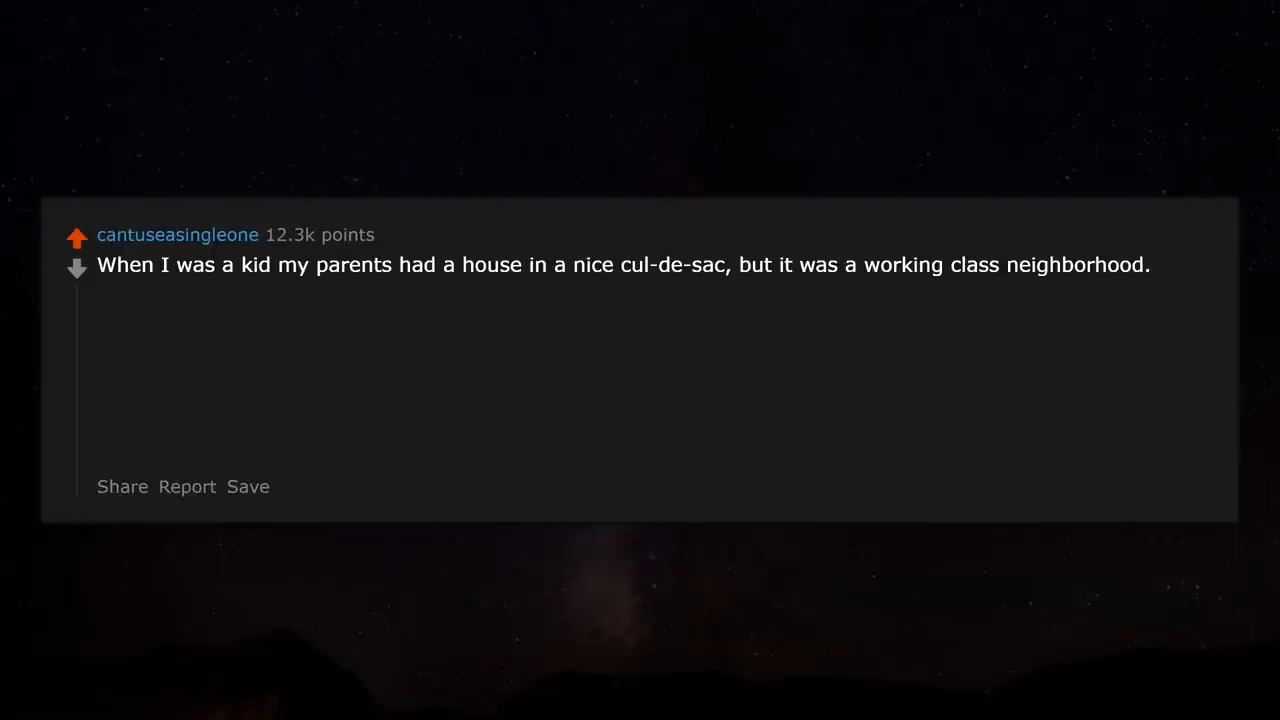 cantuseasingleone 12.3k points
When I was a kid my parents had a house in a nice cul-de-sac, but it was a working class neighborhood.
Share Report Save